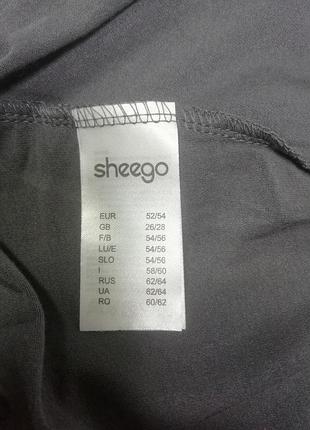 sheego
EUR 52/54
GB 26/28
F/B 54/56
LU/E 54/56
SLO 54/56
I 58/60
RUS 62/64
UA 62/64
RO 60/62